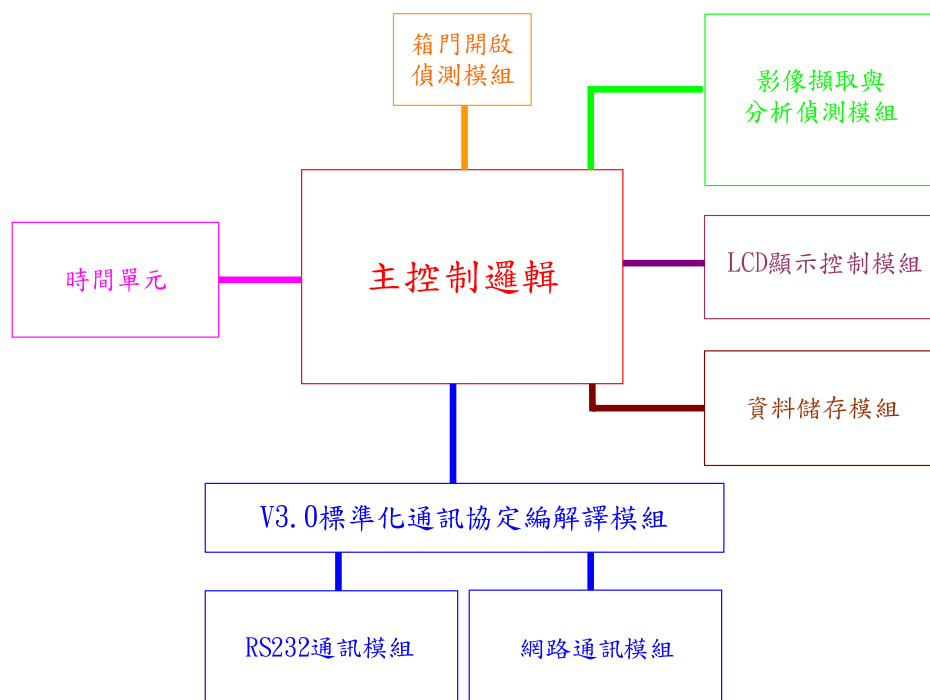 箱門開啟
偵測模組
影像擷取與
分析偵測模組
時間單元
主控制邏輯
LCD顯示控制模組
資料儲存模組
V3.0標準化通訊協定編解譯模組
RS232通訊模組
網路通訊模組